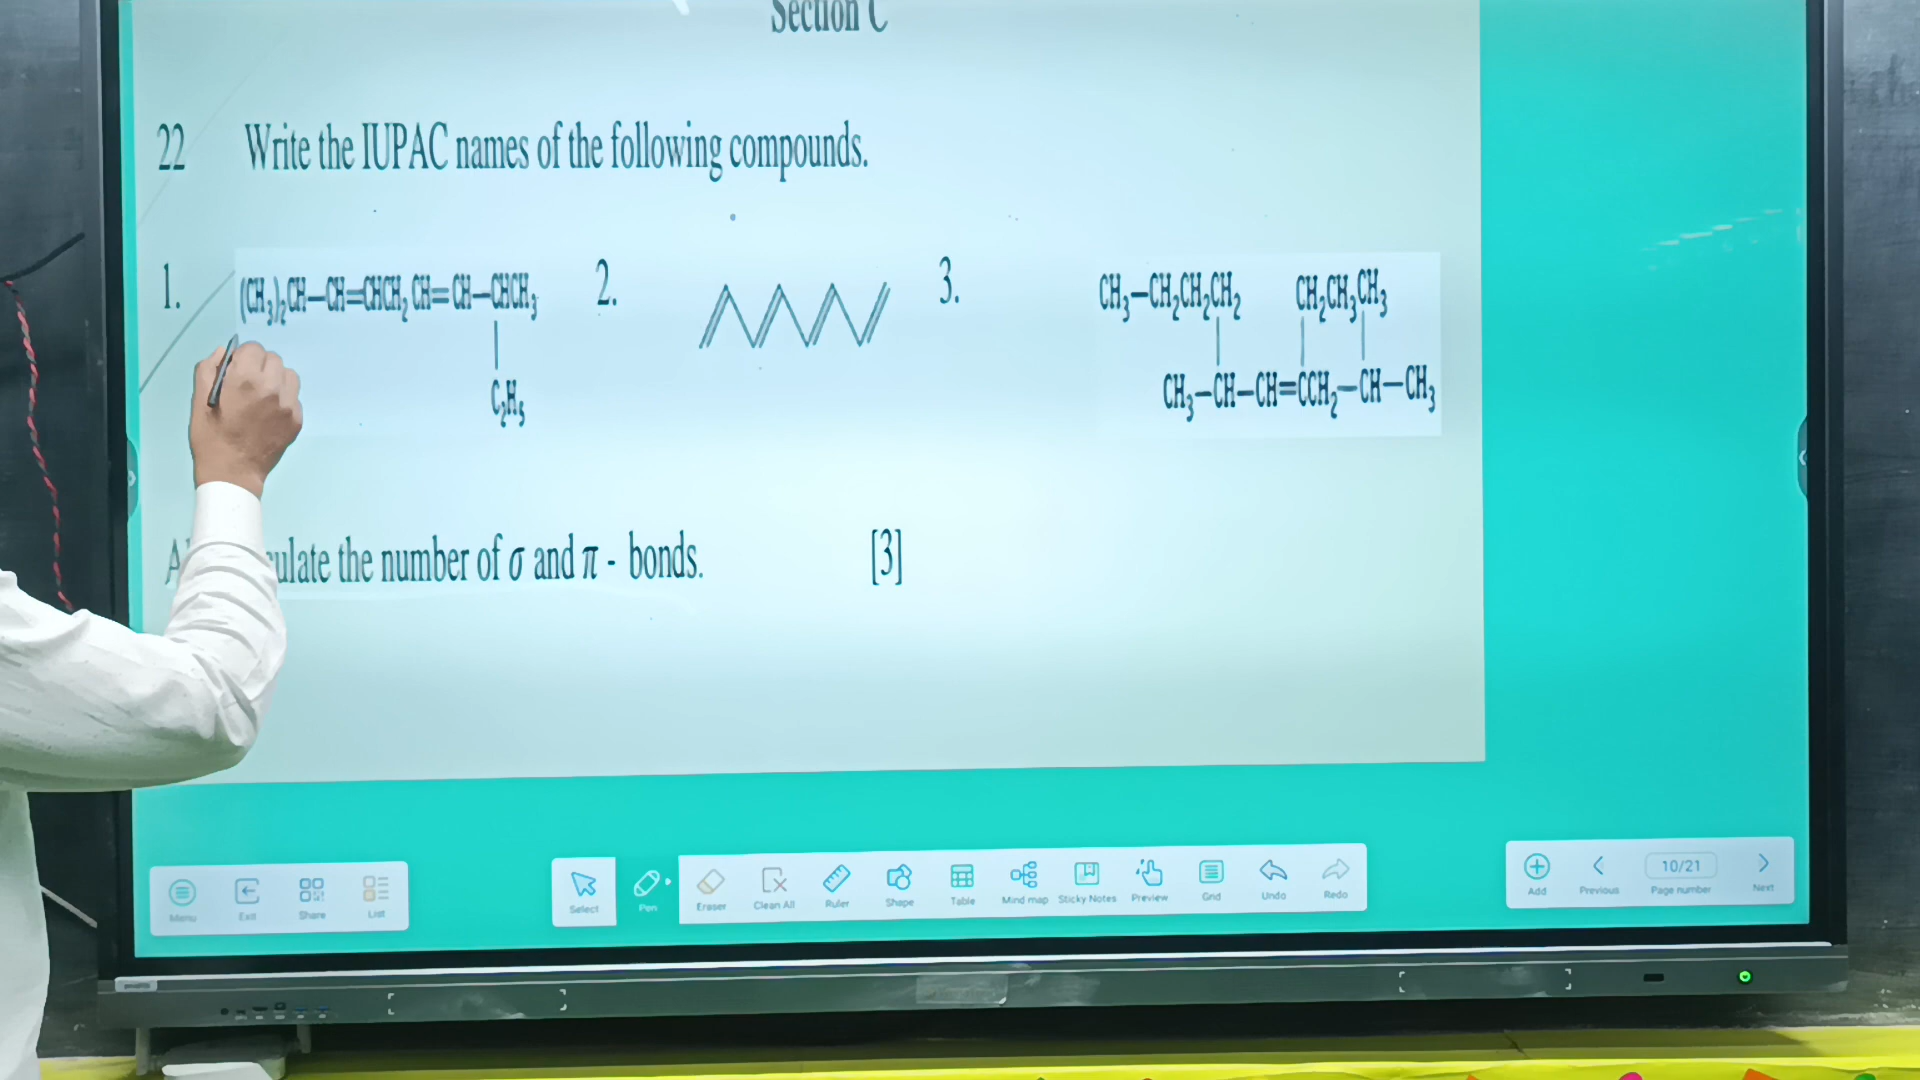 Section C
22 Write the IUPAC names of the following compounds.
1. (CH₃)₂CH–CH=CHCH₂CH=CH–CHCH₃
C₂H₅
2.
3. CH₃–CH₂CH₂CH₂ CH₂CH₃CH₃
CH₃–CH–CH=CCH₂–CH–CH₃
ulate the number of σ and π - bonds. [3]
Menu Exit Share List
Select Pen Eraser Clean All Ruler Shape Table Mind map Sticky Notes Preview Grid Undo Redo
Add Previous 10/21 Page number Next